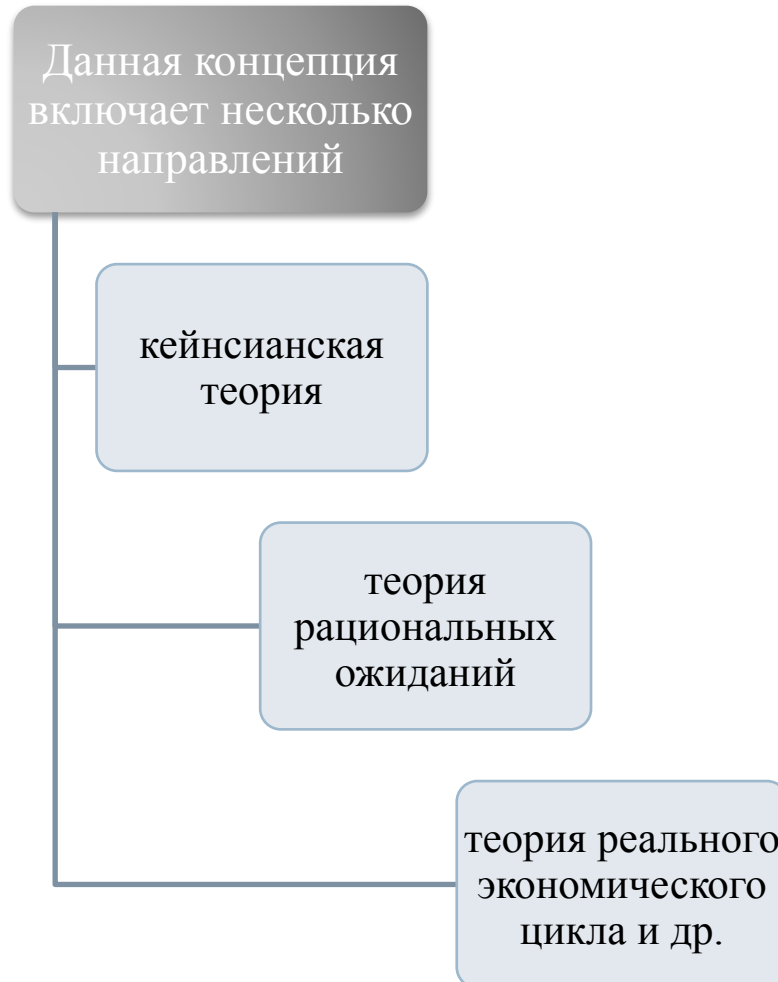 Данная концепция
включает несколько
направлений
кейнсианская
теория
теория
рациональных
ожиданий
теория реального
экономического
цикла и др.